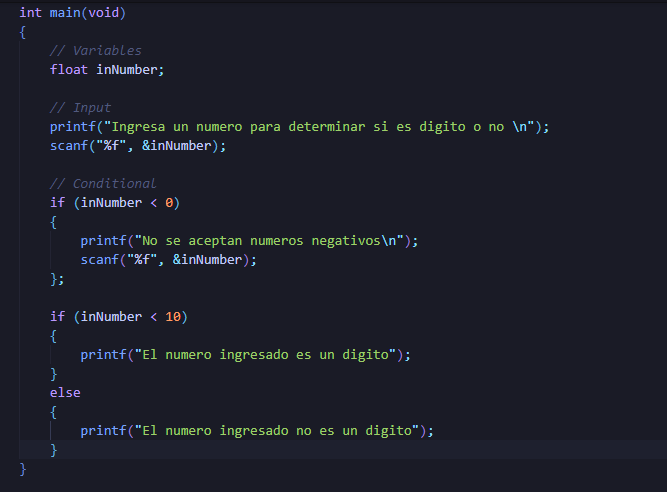 int main(void)
{
// Variables
float inNumber;
// Input
printf("Ingresa un numero para determinar si es digito o no \n");
scanf("%f", &inNumber);
// Conditional
if (inNumber < 0)
{
printf("No se aceptan numeros negativos\n");
scanf("%f", &inNumber);
};
if (inNumber < 10)
{
printf("El numero ingresado es un digito");
}
else
{
printf("El numero ingresado no es un digito");
}
}